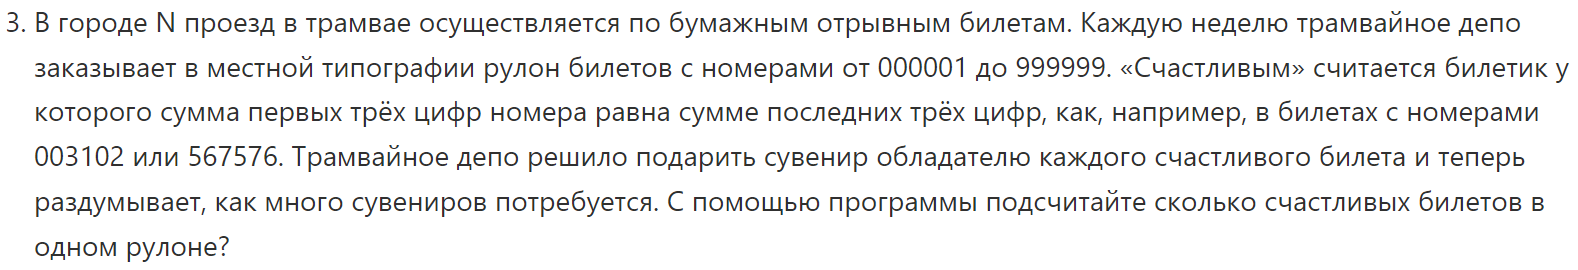 3. В городе N проезд в трамвае осуществляется по бумажным отрывным билетам. Каждую неделю трамвайное депо
заказывает в местной типографии рулон билетов с номерами от 000001 до 999999. «Счастливым» считается билетик у
которого сумма первых трёх цифр номера равна сумме последних трёх цифр, как, например, в билетах с номерами
003102 или 567576. Трамвайное депо решило подарить сувенир обладателю каждого счастливого билета и теперь
раздумывает, как много сувениров потребуется. С помощью программы подсчитайте сколько счастливых билетов в
одном рулоне?